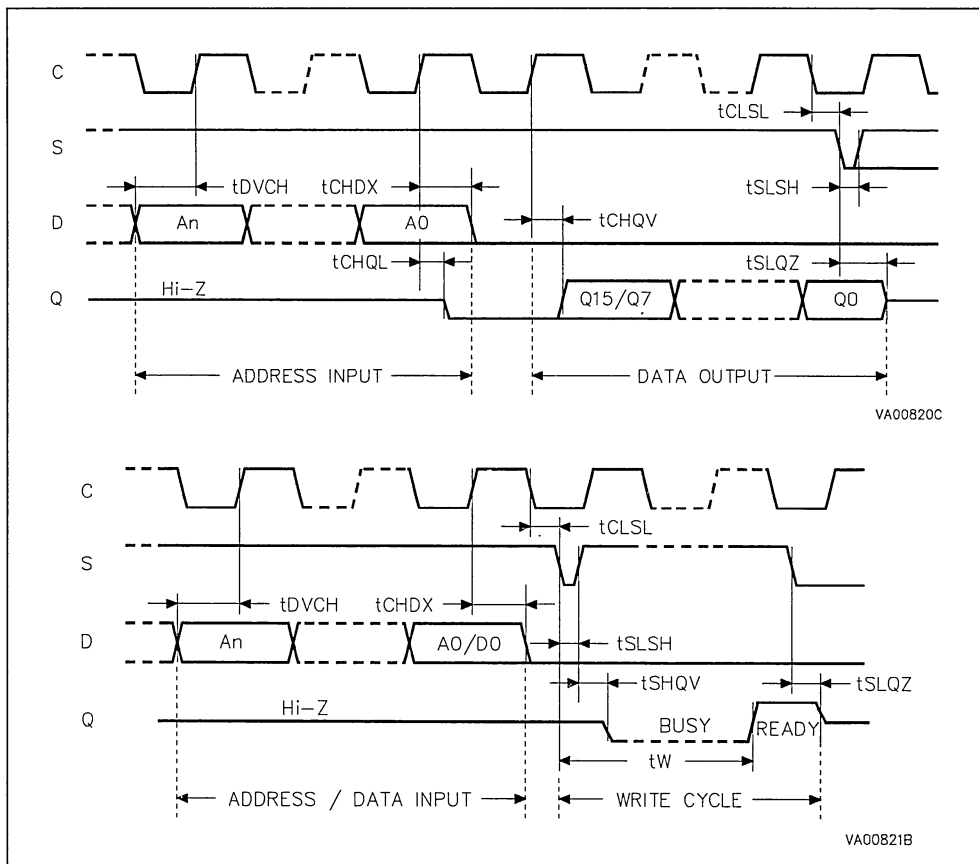 C
tCLSL
S
tDVCH
tCHDX
tSLSH
D
An
A0
tCHQV
tCHQL
tSLQZ
Q
Hi-Z
Q15/Q7
Q0
ADDRESS INPUT
DATA OUTPUT
VA00820C
C
tCLSL
S
tDVCH
tCHDX
D
An
A0/D0
tSLSH
tSHQV
tSLQZ
Q
Hi-Z
BUSY
READY
tW
ADDRESS / DATA INPUT
WRITE CYCLE
VA00821B